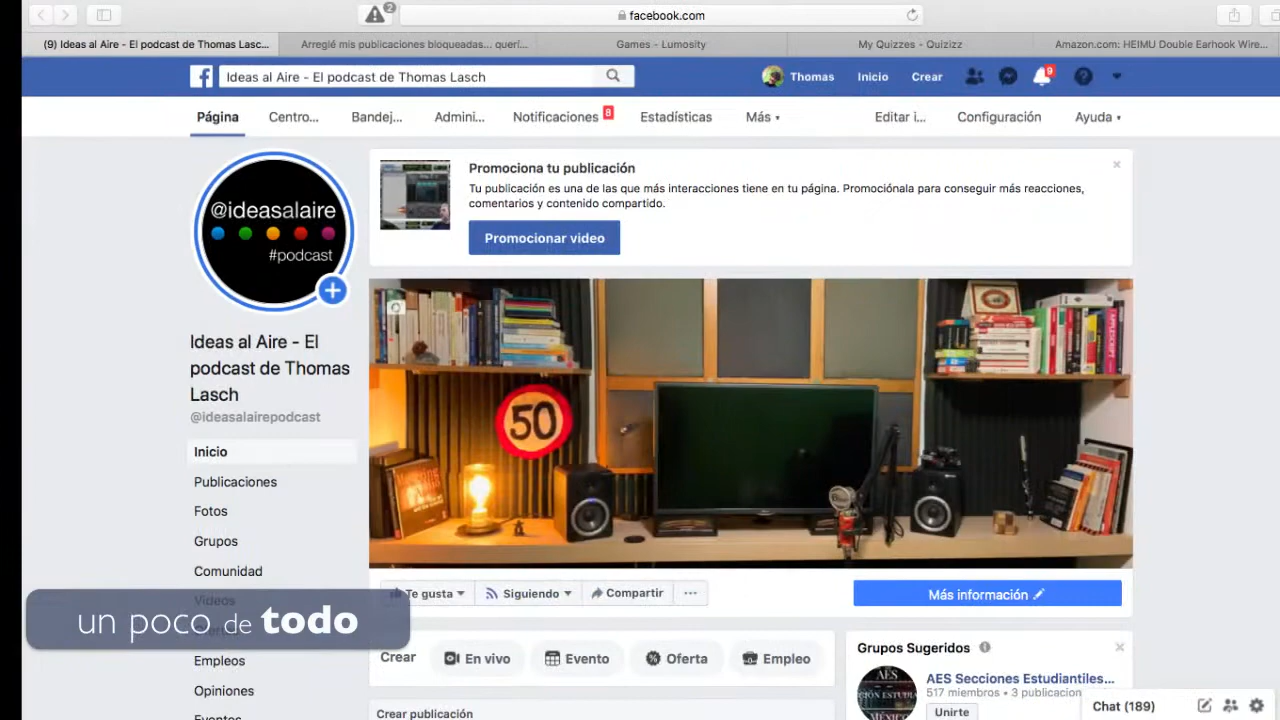 2
facebook.com
(9) Ideas al Aire - El podcast de Thomas Lasc...
Arreglé mis publicaciones bloqueadas... querí...
Games - Lumosity
My Quizzes - Quizizz
Amazon.com: HEIMU Double Earhook Wire...
Ideas al Aire - El podcast de Thomas Lasch
Thomas
Inicio
Crear
9
Página
Centro...
Bandej...
Admini...
Notificaciones 8
Estadísticas
Más
Editar i...
Configuración
Ayuda
@ideasalaire
#podcast
Promociona tu publicación
Tu publicación es una de las que más interacciones tiene en tu página. Promociónala para conseguir más reacciones,
comentarios y contenido compartido.
Promocionar video
50
Ideas al Aire - El
podcast de Thomas
Lasch
@ideasalairepodcast
Inicio
Publicaciones
Fotos
Grupos
Comunidad
Videos
un poco de todo
Empleos
Opiniones
Eventos
Te gusta
Siguiendo
Compartir
...
Más información
Crear
En vivo
Evento
Oferta
Empleo
Crear publicación
Grupos Sugeridos
AES Secciones Estudiantiles...
517 miembros • 3 publicacion
Unirte
Chat (189)